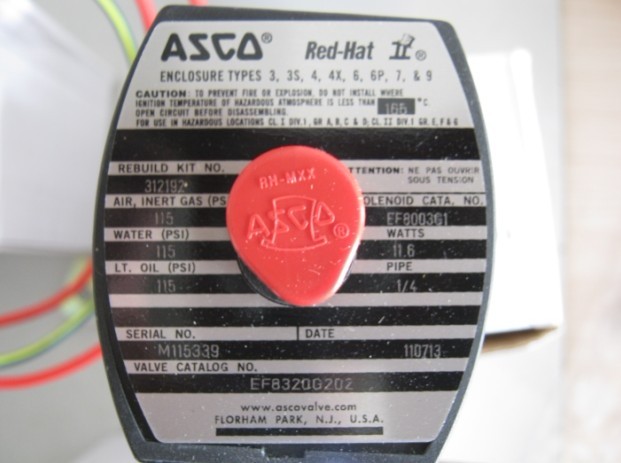 ASCO® Red-Hat II®
ENCLOSURE TYPES 3, 3S, 4, 4X, 6, 6P, 7, & 9
CAUTION: TO PREVENT FIRE OR EXPLOSION, DO NOT INSTALL WHERE
IGNITION TEMPERATURE OF HAZARDOUS ATMOSPHERE IS LESS THAN 165 °C.
OPEN CIRCUIT BEFORE DISASSEMBLING.
FOR USE IN HAZARDOUS LOCATIONS CL I DIV.1, GR A, B, C & D; CL II DIV.1 GR. E, F & G
REBUILD KIT NO. ATTENTION: NE PAS OUVRIR
SOUS TENSION
312192
RH-MXX
ASCO®
AIR, INERT GAS (PS OLENOID CATA. NO.
115 EF8003G1
WATER (PSI) WATTS
115 11.6
LT. OIL (PSI) PIPE
115 1/4
SERIAL NO. DATE
M115339 110713
VALVE CATALOG NO.
EF8320G202
www.ascovalve.com
FLORHAM PARK, N.J., U.S.A.